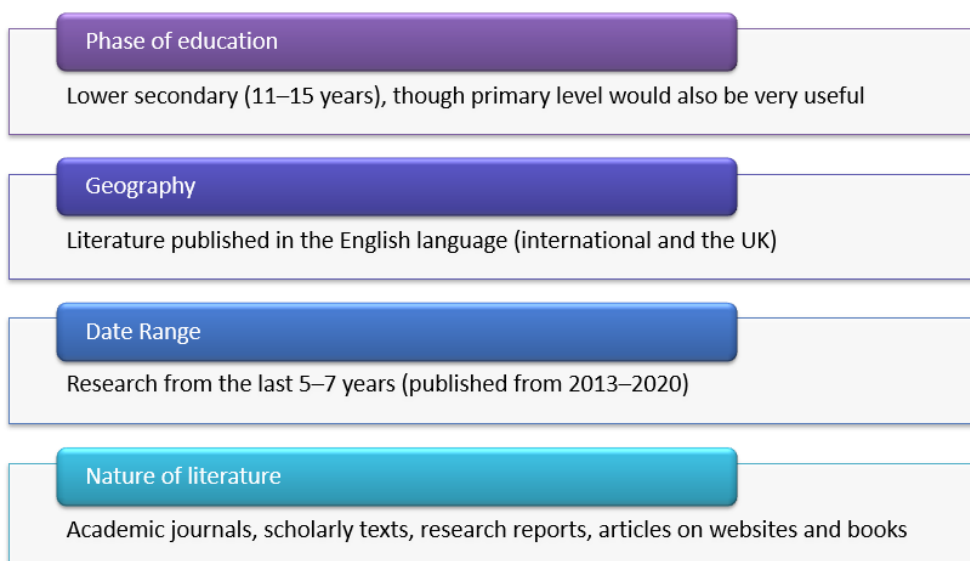 Phase of education
Lower secondary (11–15 years), though primary level would also be very useful
Geography
Literature published in the English language (international and the UK)
Date Range
Research from the last 5–7 years (published from 2013–2020)
Nature of literature
Academic journals, scholarly texts, research reports, articles on websites and books